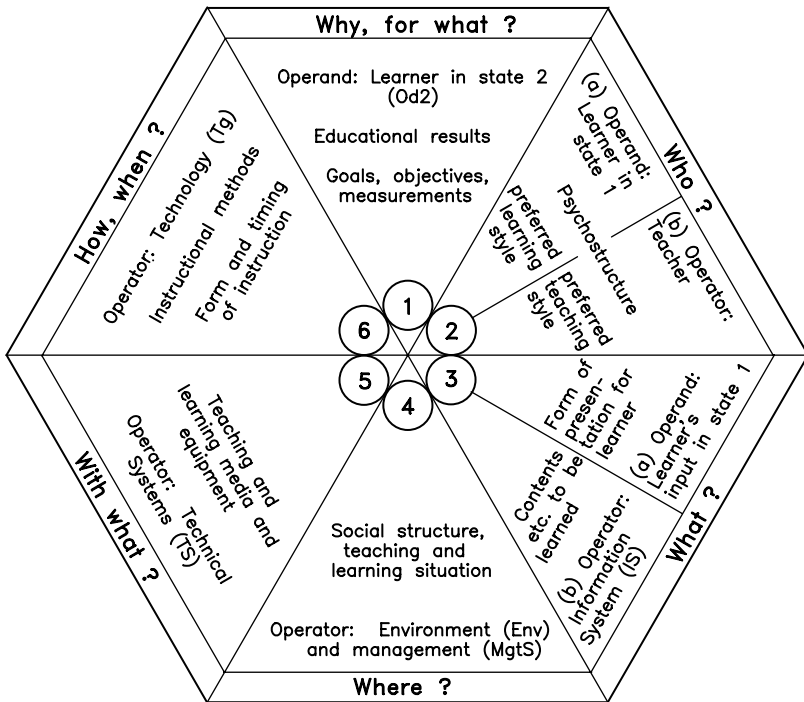 Why, for what ?
Operand: Learner in state 2
(Od2)
Educational results
Goals, objectives,
measurements
1
Who ?
(a) Operand:
Learner in
state 1
preferred
learning
style
Psychostructure
(b) Operator:
Teacher
preferred
teaching
style
2
What ?
(a) Operand:
Learner's
input in state 1
Form of
presen-
tation for
learner
Contents
etc. to be
learned
(b) Operator:
Information
System (IS)
3
4
Social structure,
teaching and
learning situation
Operator: Environment (Env)
and management (MgtS)
Where ?
5
Teaching and
learning media and
equipment
Operator: Technical
Systems (TS)
With what ?
6
How, when ?
Operator: Technology (Tg)
Instructional methods
Form and timing
of instruction